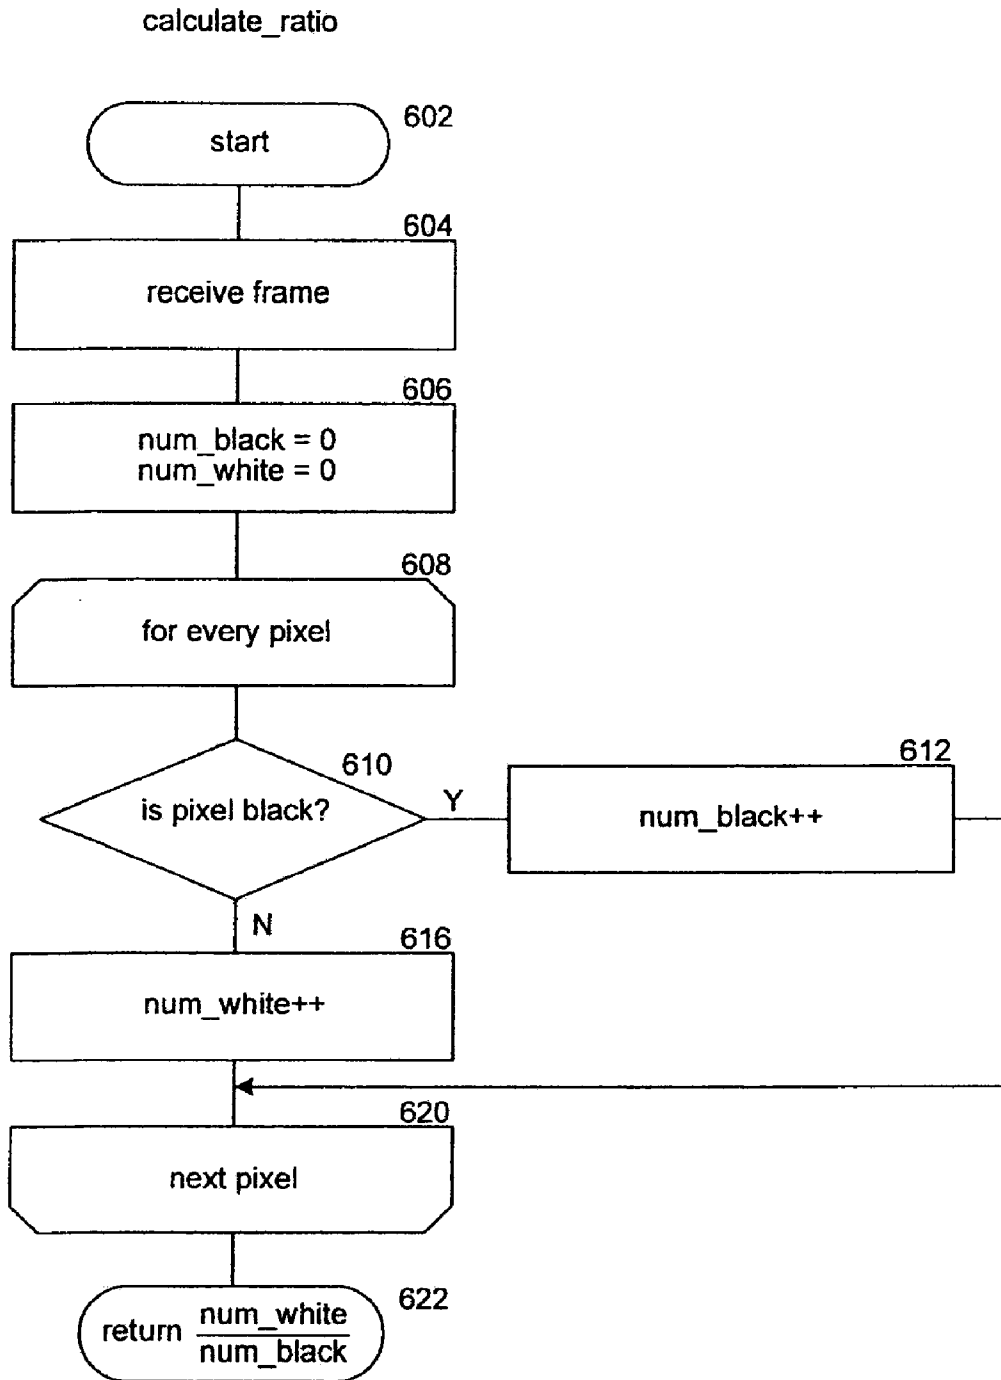 calculate_ratio
602
start
604
receive frame
606
num_black = 0
num_white = 0
608
for every pixel
610
is pixel black?
Y
612
num_black++
N
616
num_white++
620
next pixel
622
return num_white
num_black